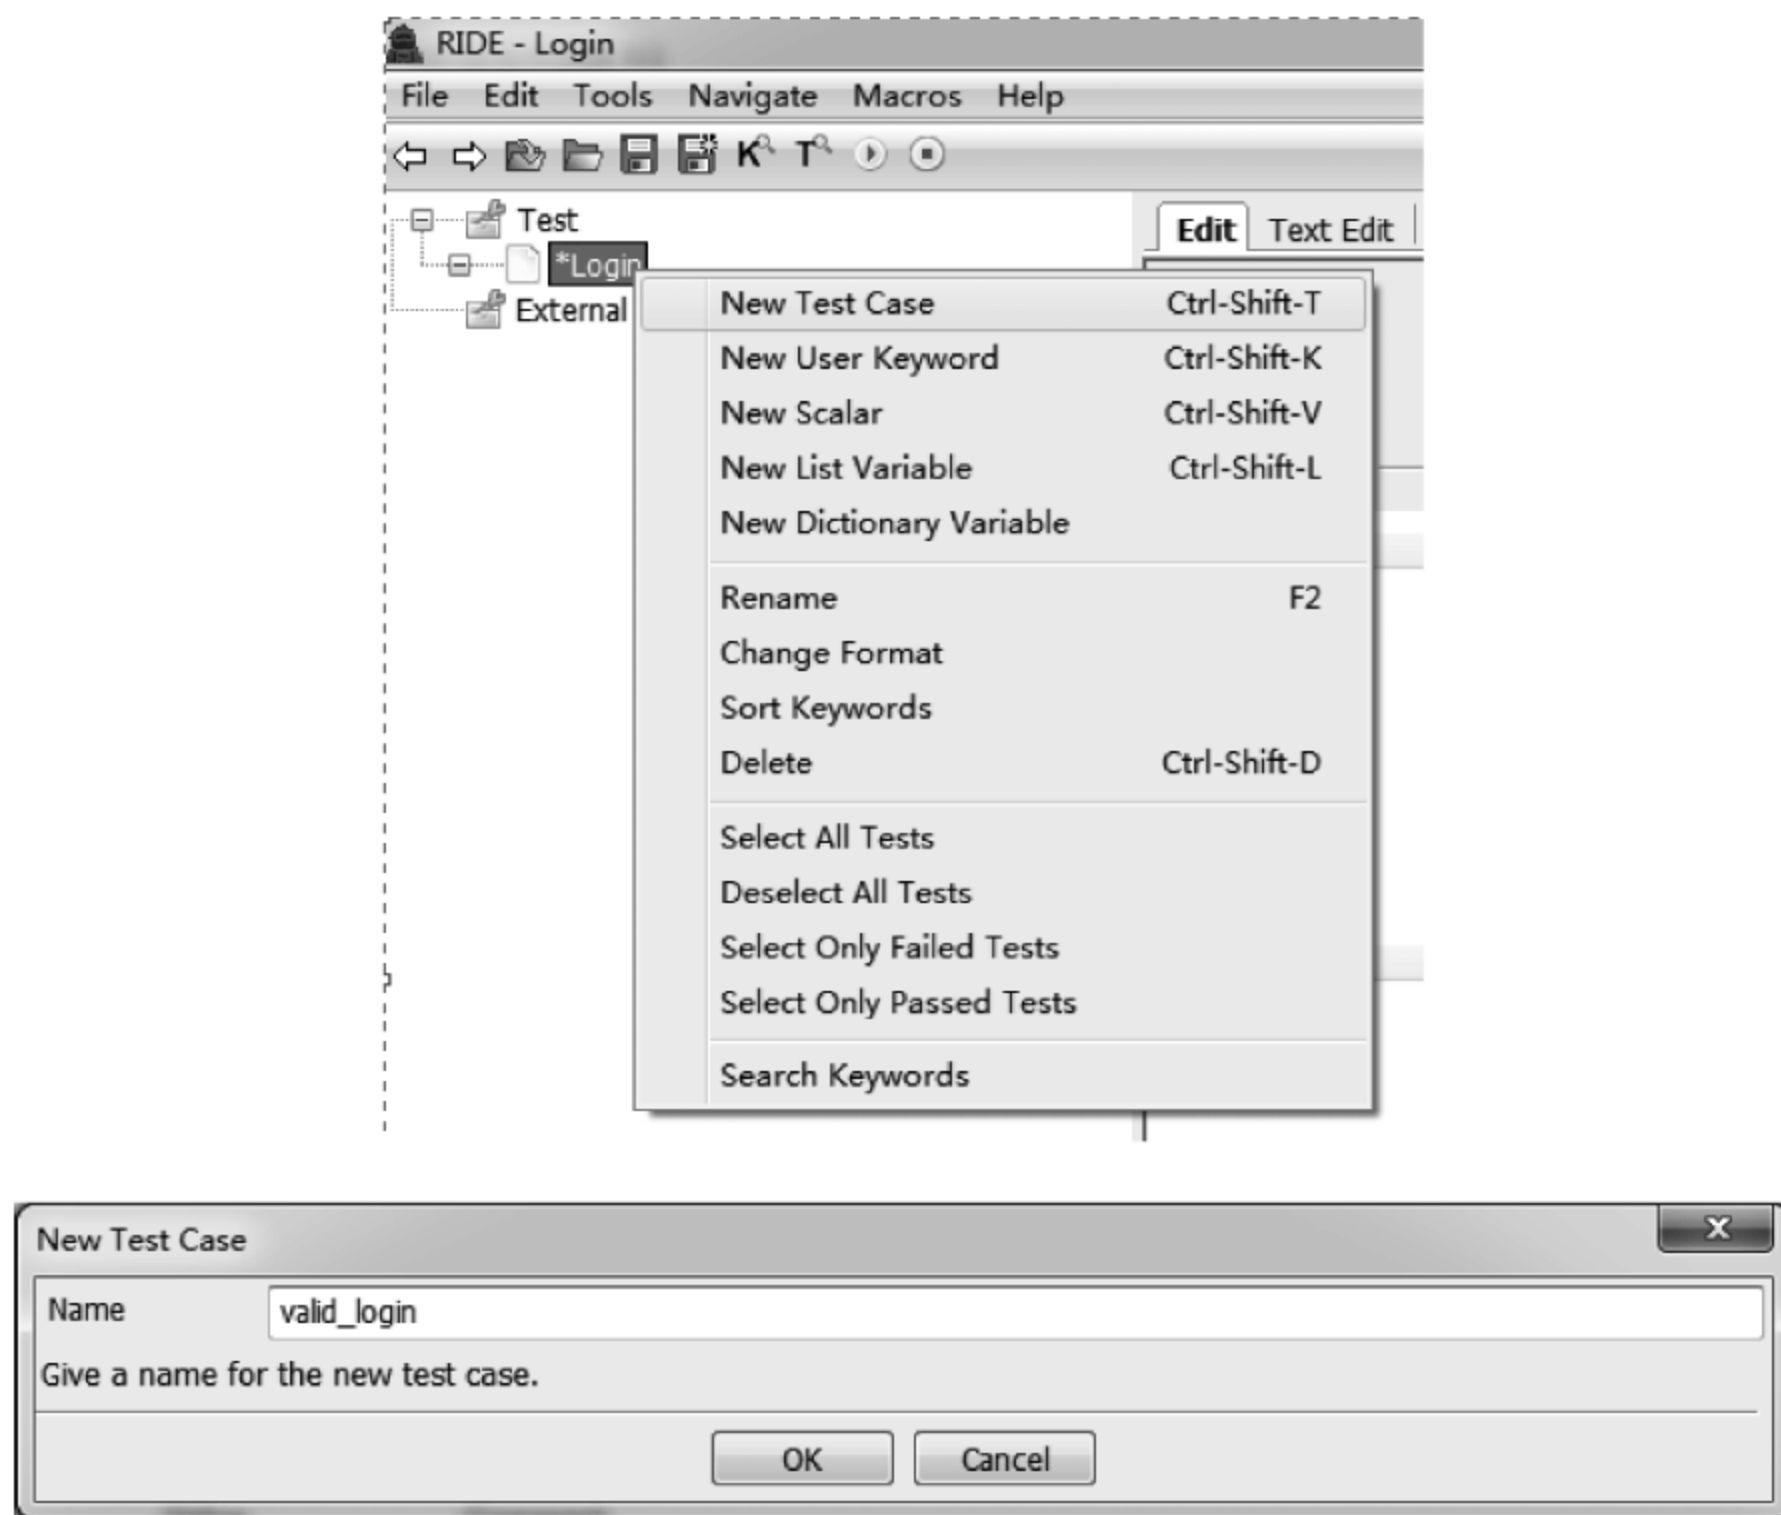 RIDE - Login
File Edit Tools Navigate Macros Help
K T
Test
Edit Text Edit
*Login
External
New Test Case Ctrl-Shift-T
New User Keyword Ctrl-Shift-K
New Scalar Ctrl-Shift-V
New List Variable Ctrl-Shift-L
New Dictionary Variable
Rename F2
Change Format
Sort Keywords
Delete Ctrl-Shift-D
Select All Tests
Deselect All Tests
Select Only Failed Tests
Select Only Passed Tests
Search Keywords
New Test Case
Name valid_login
Give a name for the new test case.
OK Cancel